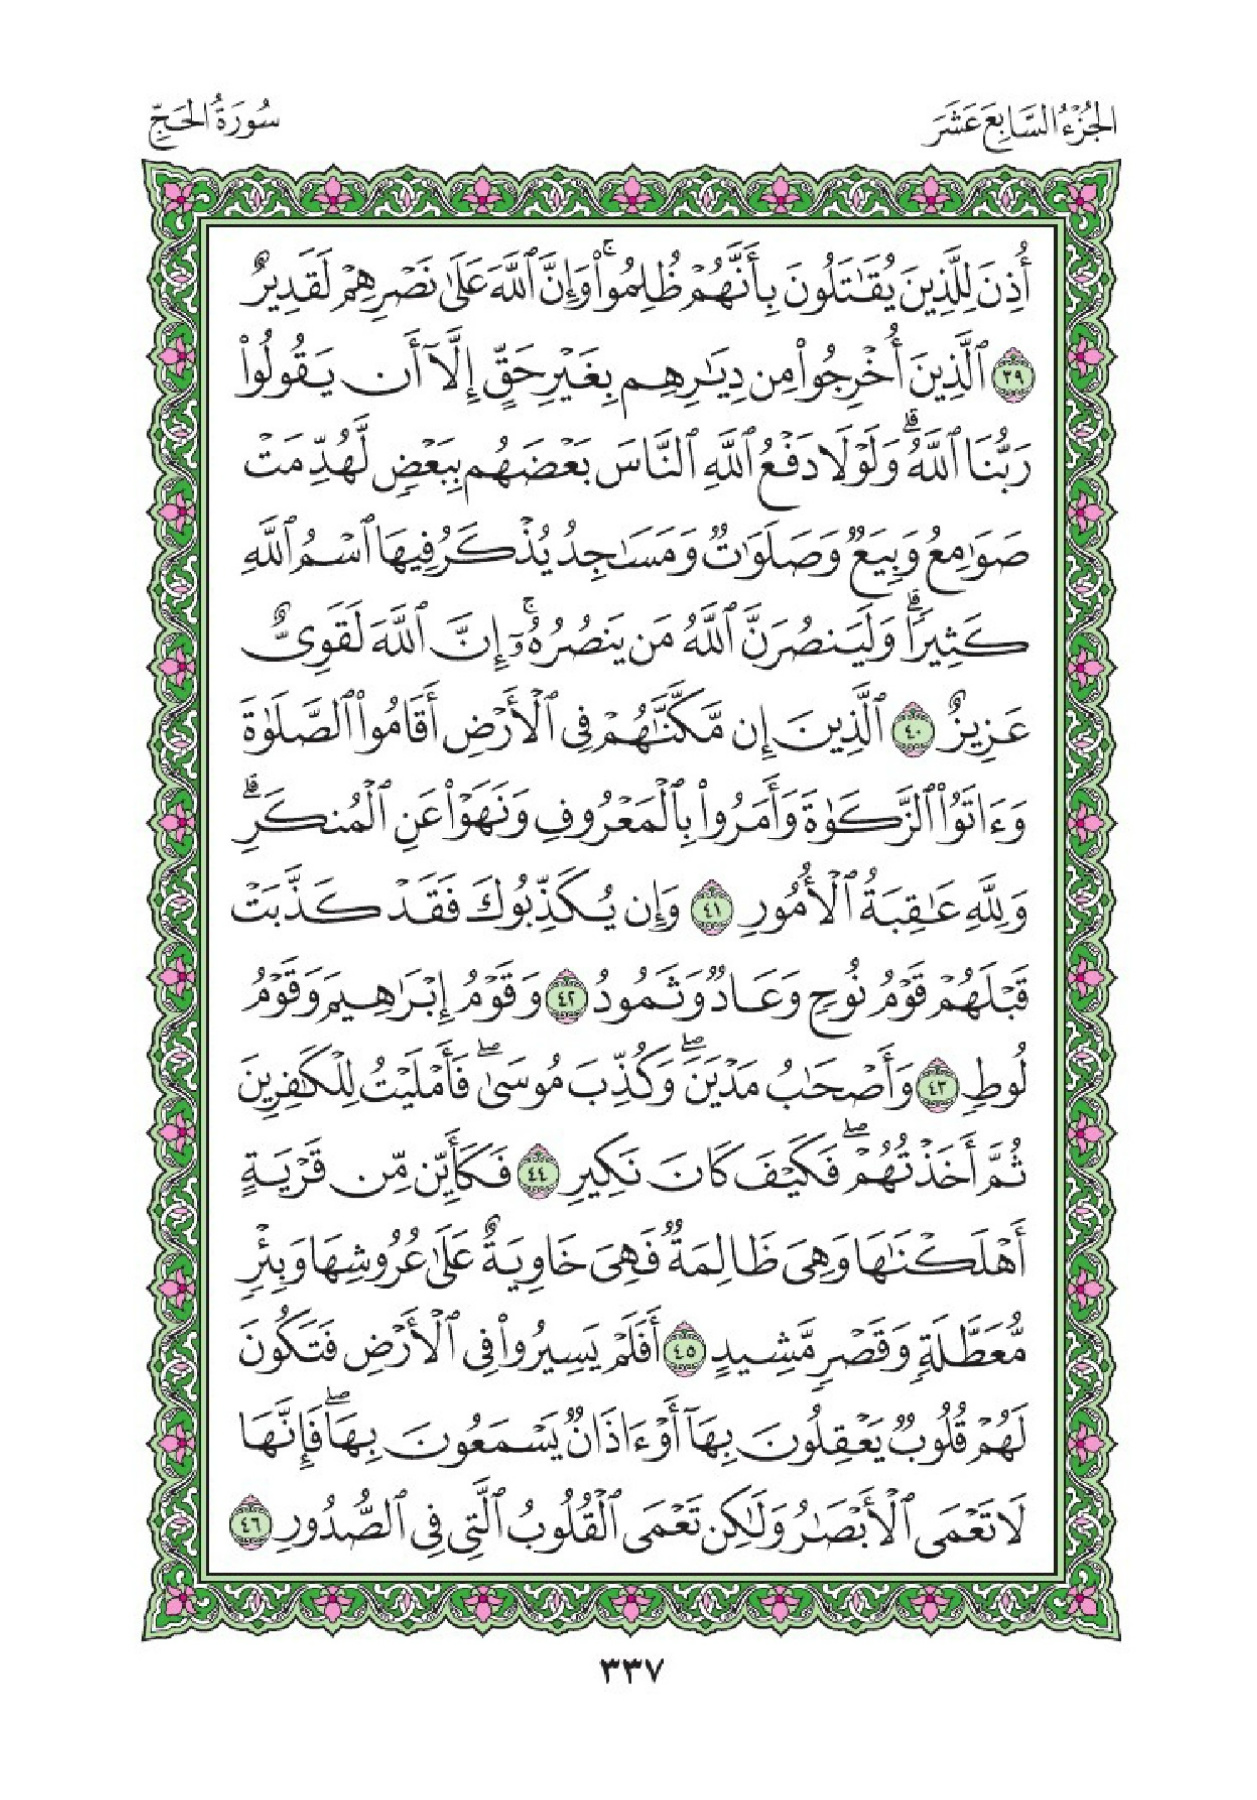 الجُزْءُ السَّابِعَ عَشَرَ
سُورَةُ الحَجِّ
أُذِنَ لِلَّذِينَ يُقَٰتَلُونَ بِأَنَّهُمْ ظُلِمُوا۟ ۚ وَإِنَّ ٱللَّهَ عَلَىٰ نَصْرِهِمْ لَقَدِيرٌ
٣٩ ٱلَّذِينَ أُخْرِجُوا۟ مِن دِيَٰرِهِم بِغَيْرِ حَقٍّ إِلَّآ أَن يَقُولُوا۟
رَبُّنَا ٱللَّهُ ۗ وَلَوْلَا دَفْعُ ٱللَّهِ ٱلنَّاسَ بَعْضَهُم بِبَعْضٍ لَّهُدِّمَتْ
صَوَٰمِعُ وَبِيَعٌ وَصَلَوَٰتٌ وَمَسَٰجِدُ يُذْكَرُ فِيهَا ٱسْمُ ٱللَّهِ
كَثِيرًا ۗ وَلَيَنصُرَنَّ ٱللَّهُ مَن يَنصُرُهُۥٓ ۚ إِنَّ ٱللَّهَ لَقَوِىٌّ
عَزِيزٌ ٤٠ ٱلَّذِينَ إِن مَّكَّنَّٰهُمْ فِى ٱلْأَرْضِ أَقَامُوا۟ ٱلصَّلَوٰةَ
وَءَاتَوُا۟ ٱلزَّكَوٰةَ وَأَمَرُوا۟ بِٱلْمَعْرُوفِ وَنَهَوْا۟ عَنِ ٱلْمُنكَرِ ۗ
وَلِلَّهِ عَٰقِبَةُ ٱلْأُمُورِ ٤١ وَإِن يُكَذِّبُوكَ فَقَدْ كَذَّبَتْ
قَبْلَهُمْ قَوْمُ نُوحٍ وَعَادٌ وَثَمُودُ ٤٢ وَقَوْمُ إِبْرَٰهِيمَ وَقَوْمُ
لُوطٍ ٤٣ وَأَصْحَٰبُ مَدْيَنَ ۖ وَكُذِّبَ مُوسَىٰ ۖ فَأَمْلَيْتُ لِلْكَٰفِرِينَ
ثُمَّ أَخَذْتُهُمْ ۖ فَكَيْفَ كَانَ نَكِيرِ ٤٤ فَكَأَيِّن مِّن قَرْيَةٍ
أَهْلَكْنَٰهَا وَهِىَ ظَالِمَةٌ فَهِىَ خَاوِيَةٌ عَلَىٰ عُرُوشِهَا وَبِئْرٍ
مُّعَطَّلَةٍ وَقَصْرٍ مَّشِيدٍ ٤٥ أَفَلَمْ يَسِيرُوا۟ فِى ٱلْأَرْضِ فَتَكُونَ
لَهُمْ قُلُوبٌ يَعْقِلُونَ بِهَآ أَوْ ءَاذَانٌ يَسْمَعُونَ بِهَا ۖ فَإِنَّهَا
لَا تَعْمَى ٱلْأَبْصَٰرُ وَلَٰكِن تَعْمَى ٱلْقُلُوبُ ٱلَّتِى فِى ٱلصُّدُورِ ٤٦
٣٣٧